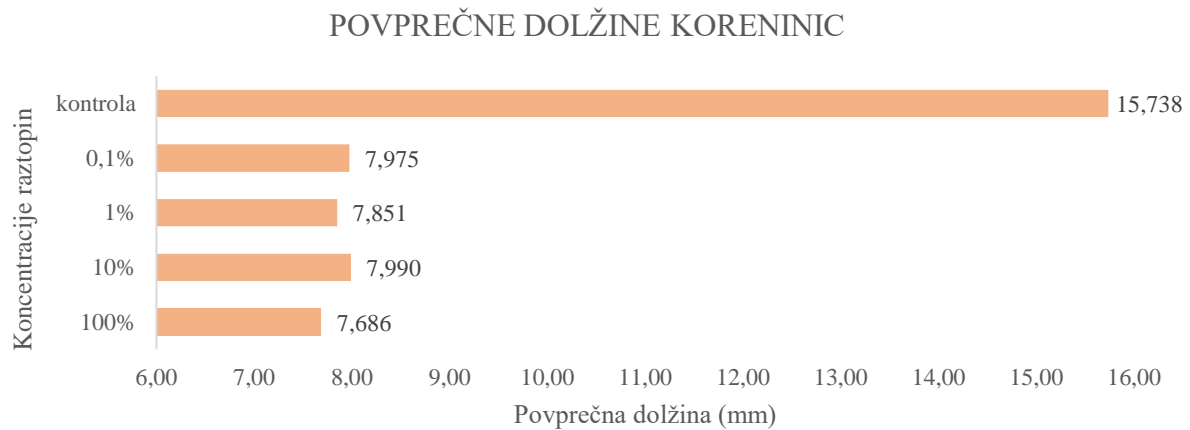 POVPREČNE DOLŽINE KORENINIC
Koncentracije raztopin
kontrola 15,738
0,1% 7,975
1% 7,851
10% 7,990
100% 7,686
6,00 7,00 8,00 9,00 10,00 11,00 12,00 13,00 14,00 15,00 16,00
Povprečna dolžina (mm)